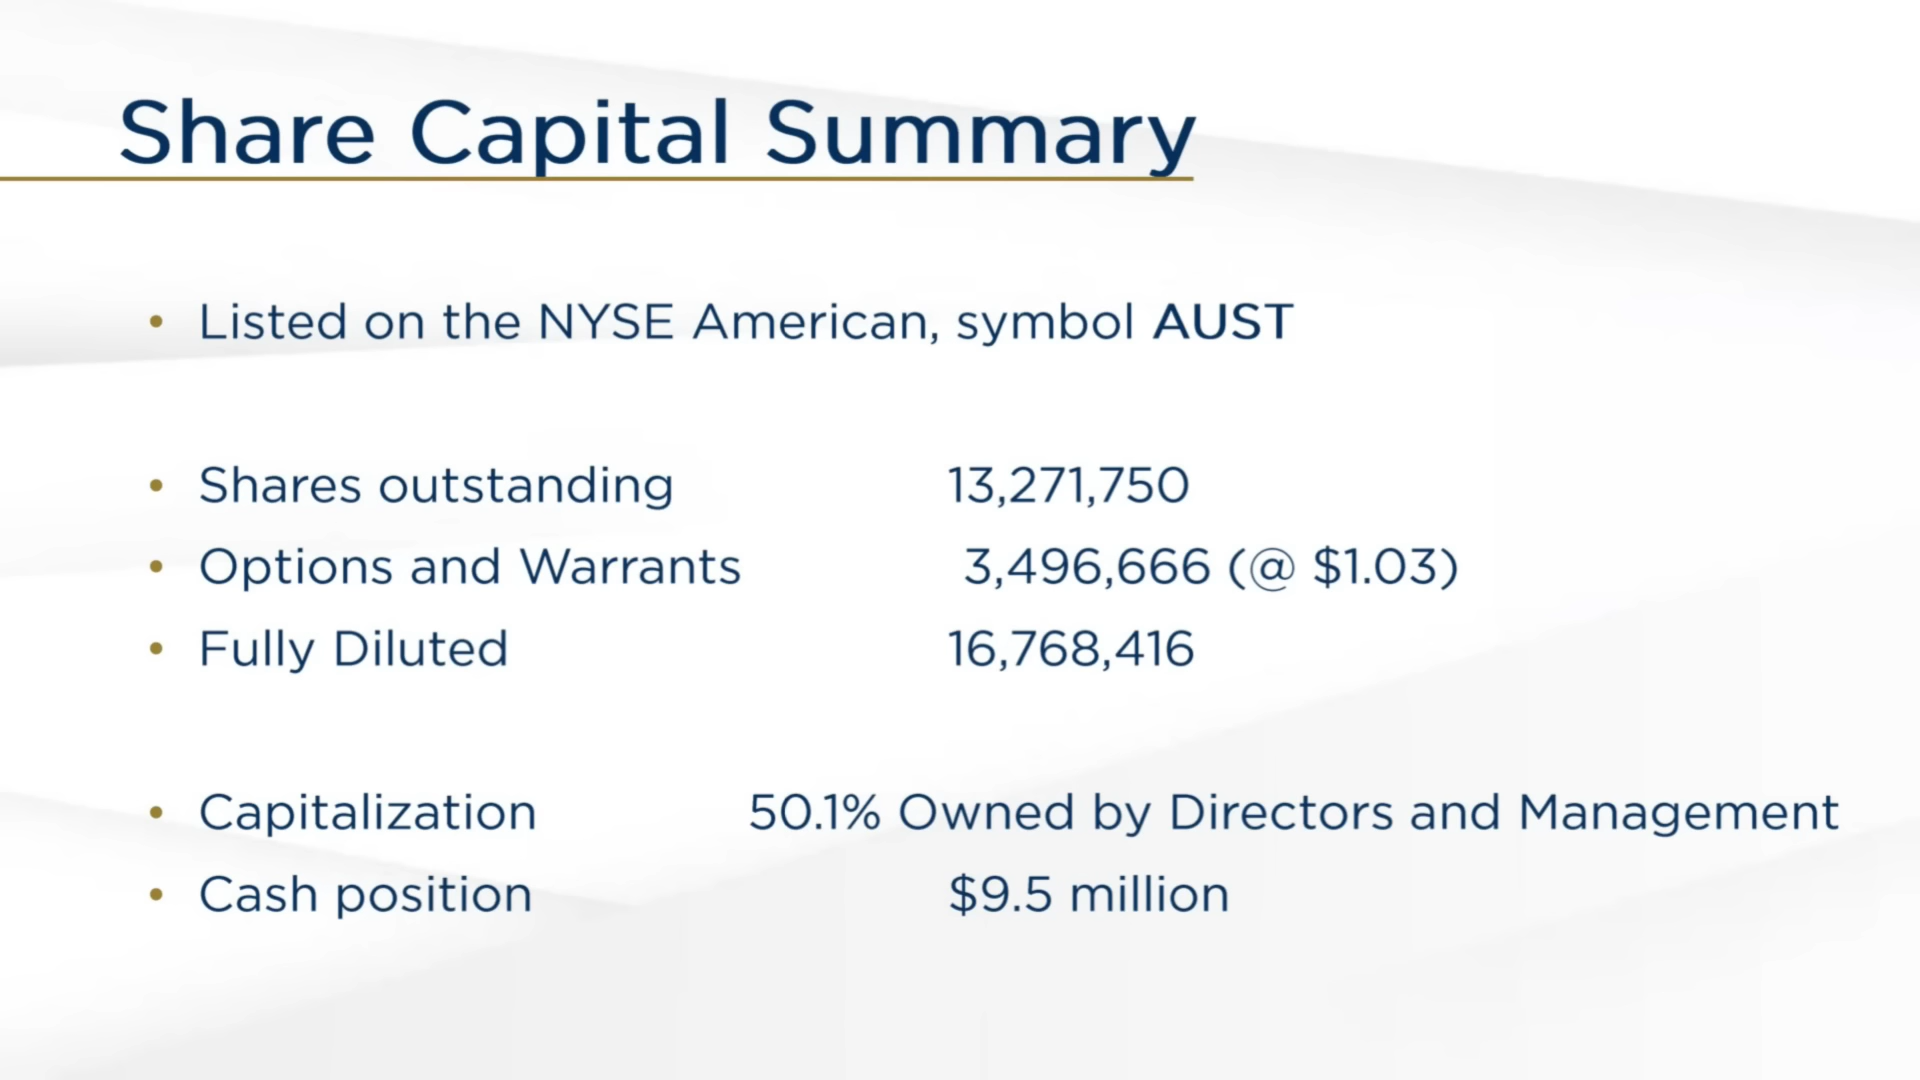 Share Capital Summary
• Listed on the NYSE American, symbol AUST
• Shares outstanding 13,271,750
• Options and Warrants 3,496,666 (@ $1.03)
• Fully Diluted 16,768,416
• Capitalization 50.1% Owned by Directors and Management
• Cash position $9.5 million